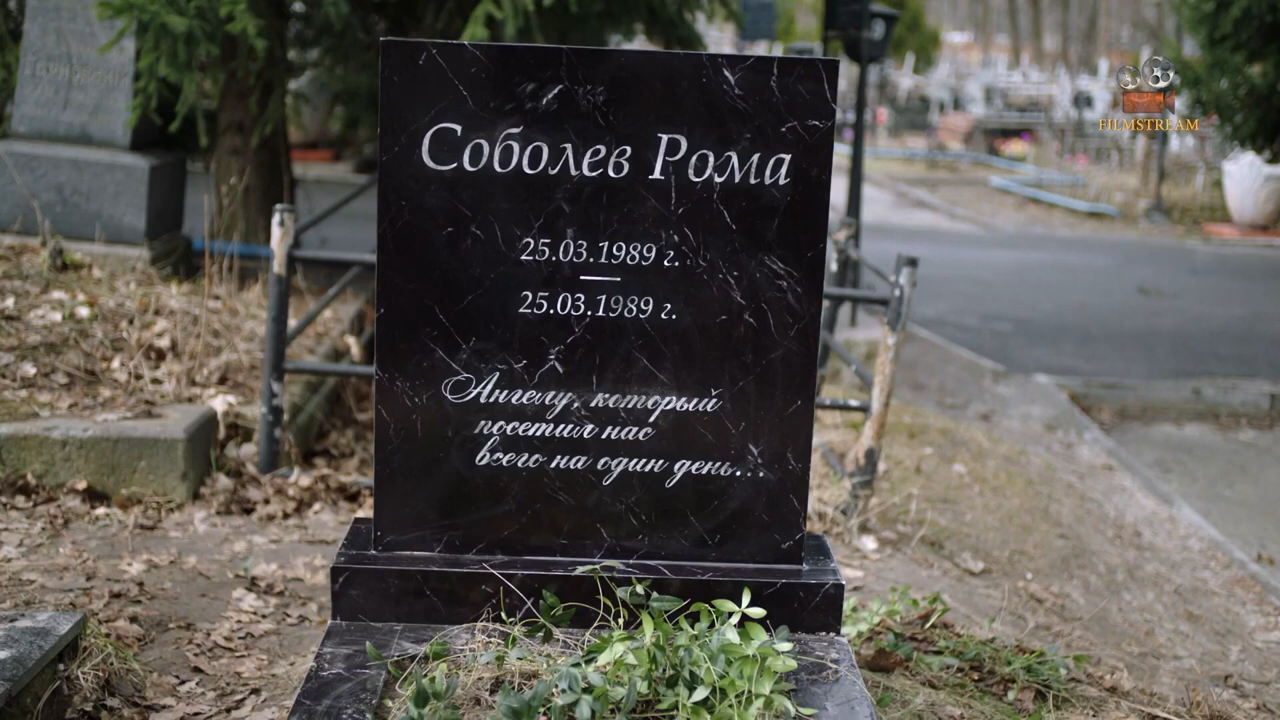 Соболев Рома
25.03.1989 г.
25.03.1989 г.
Ангелу, который
посетил нас
всего на один день...
FILMSTREAM